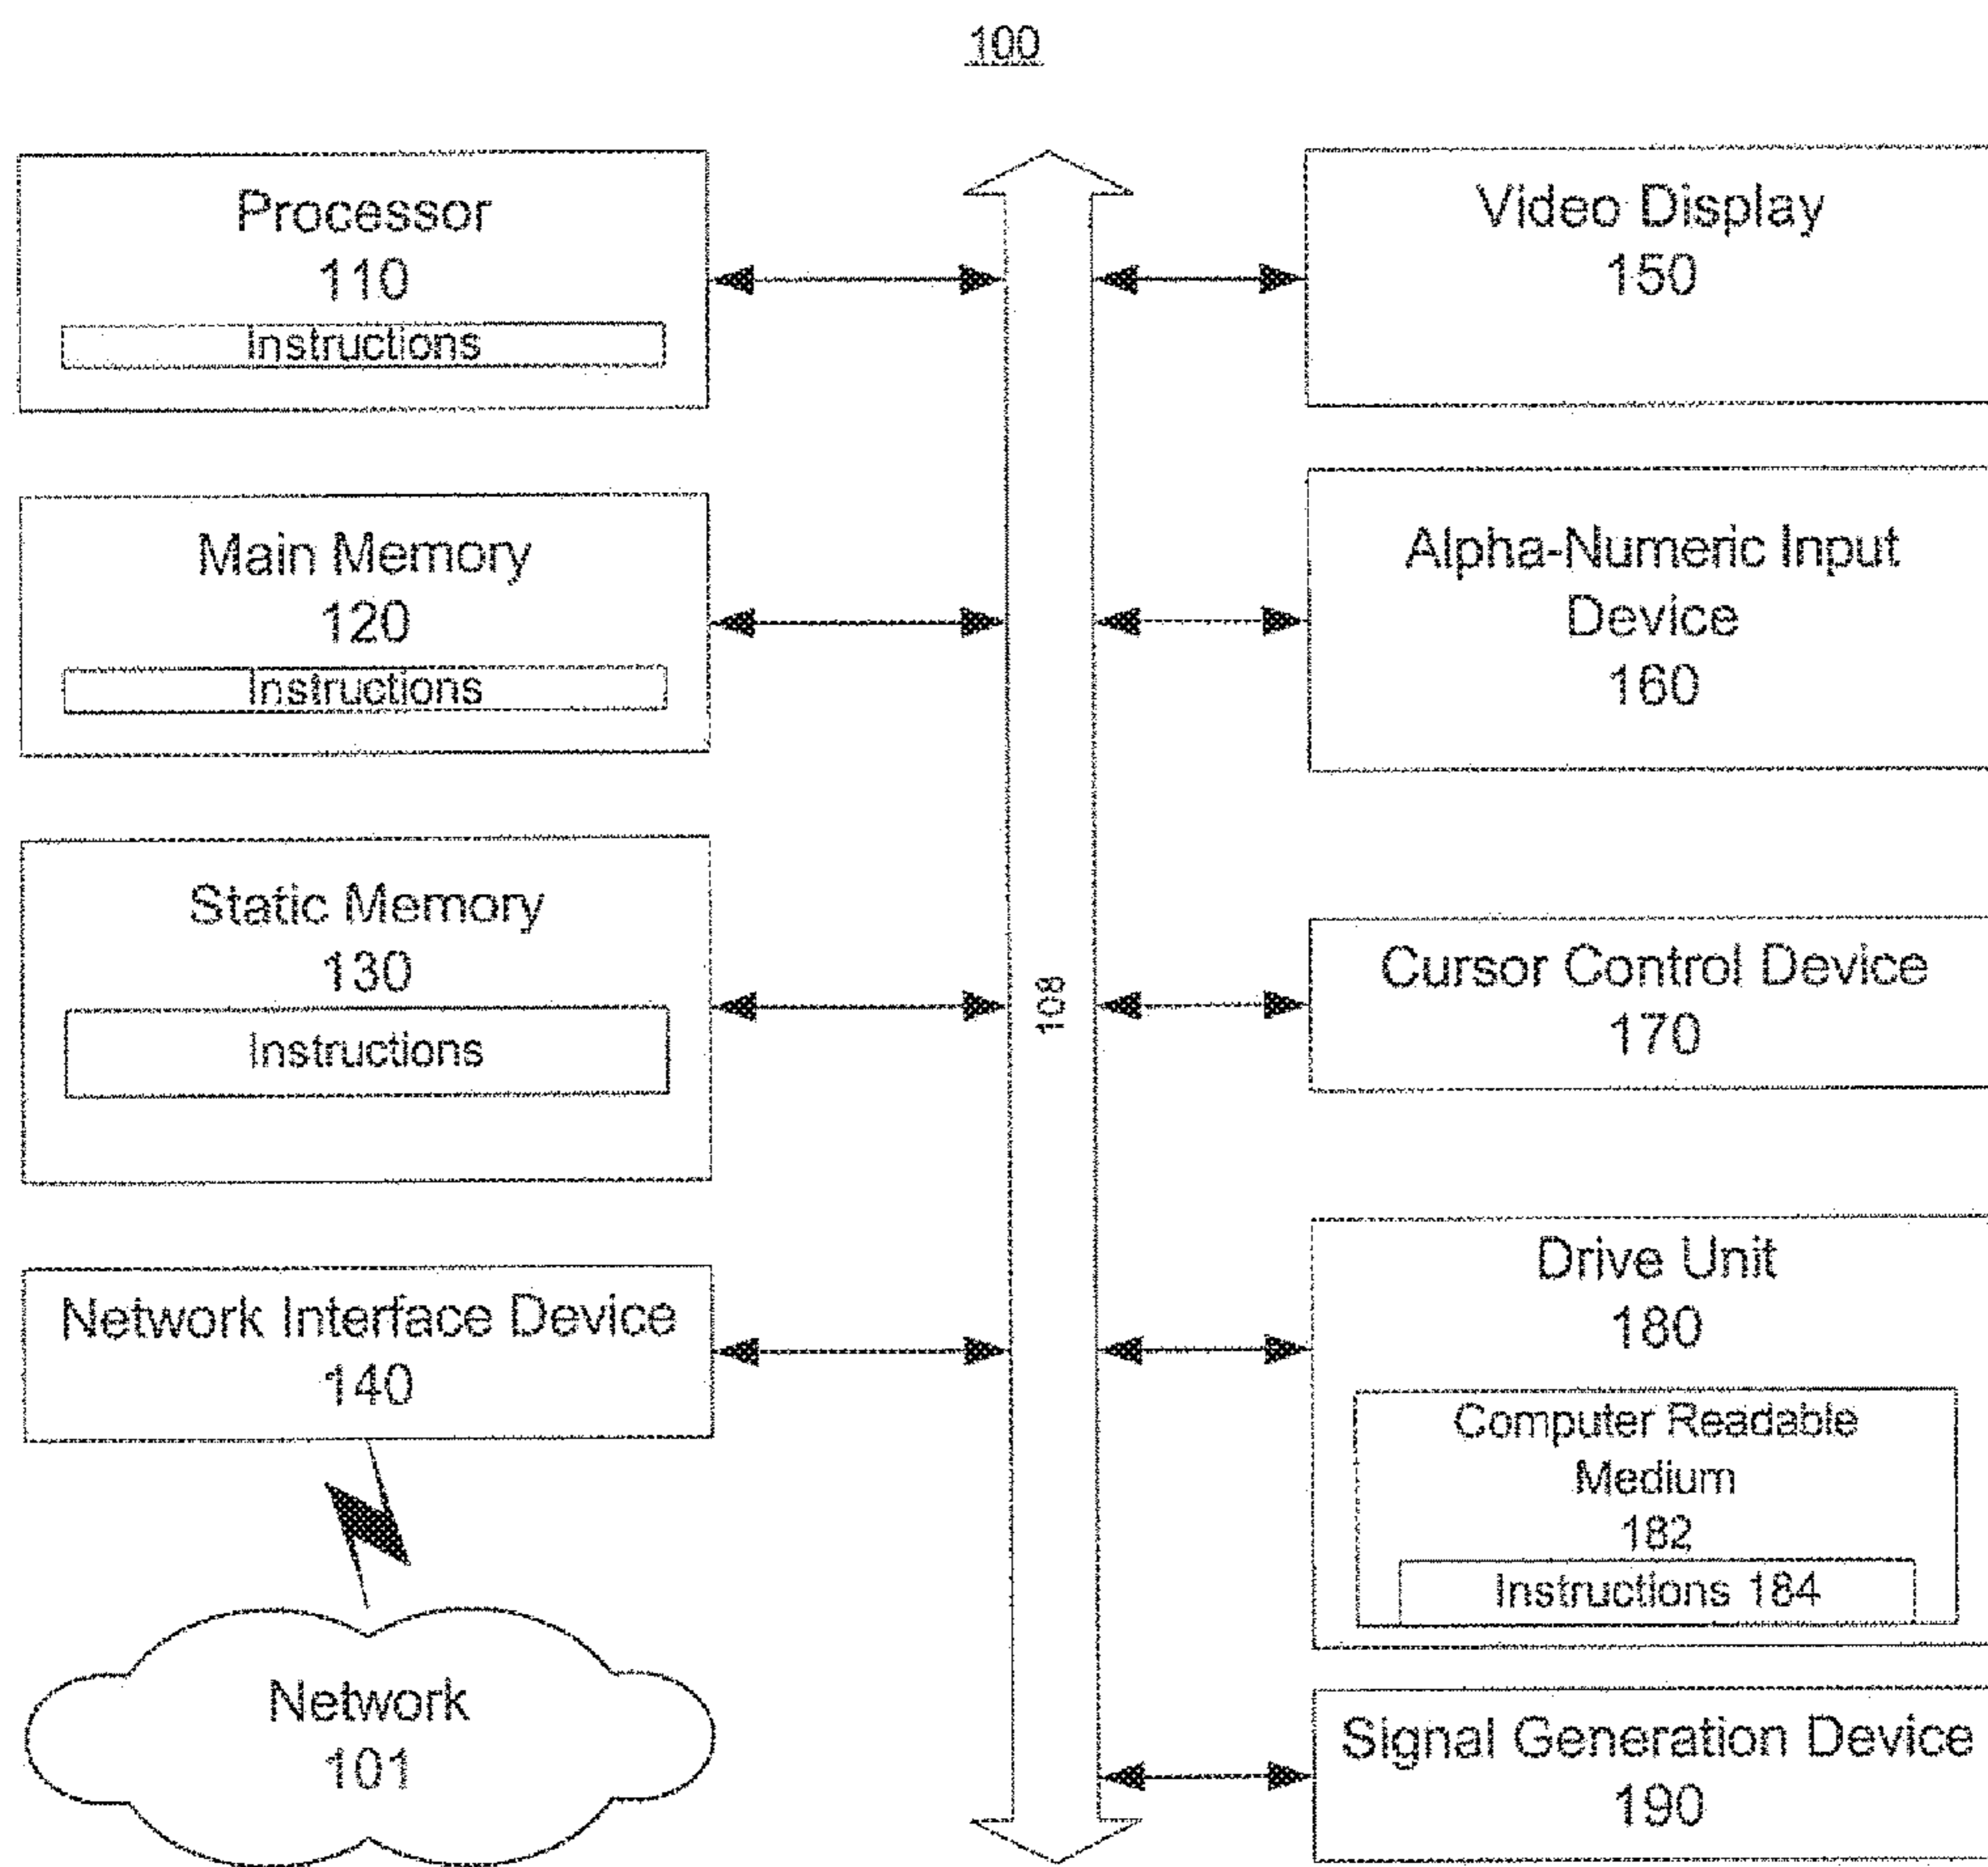 100
Processor
110
Instructions
Main Memory
120
Instructions
Static Memory
130
Instructions
Network Interface Device
140
Network
101
108
Video Display
150
Alpha-Numeric Input
Device
160
Cursor Control Device
170
Drive Unit
180
Computer Readable
Medium
182
Instructions 184
Signal Generation Device
190